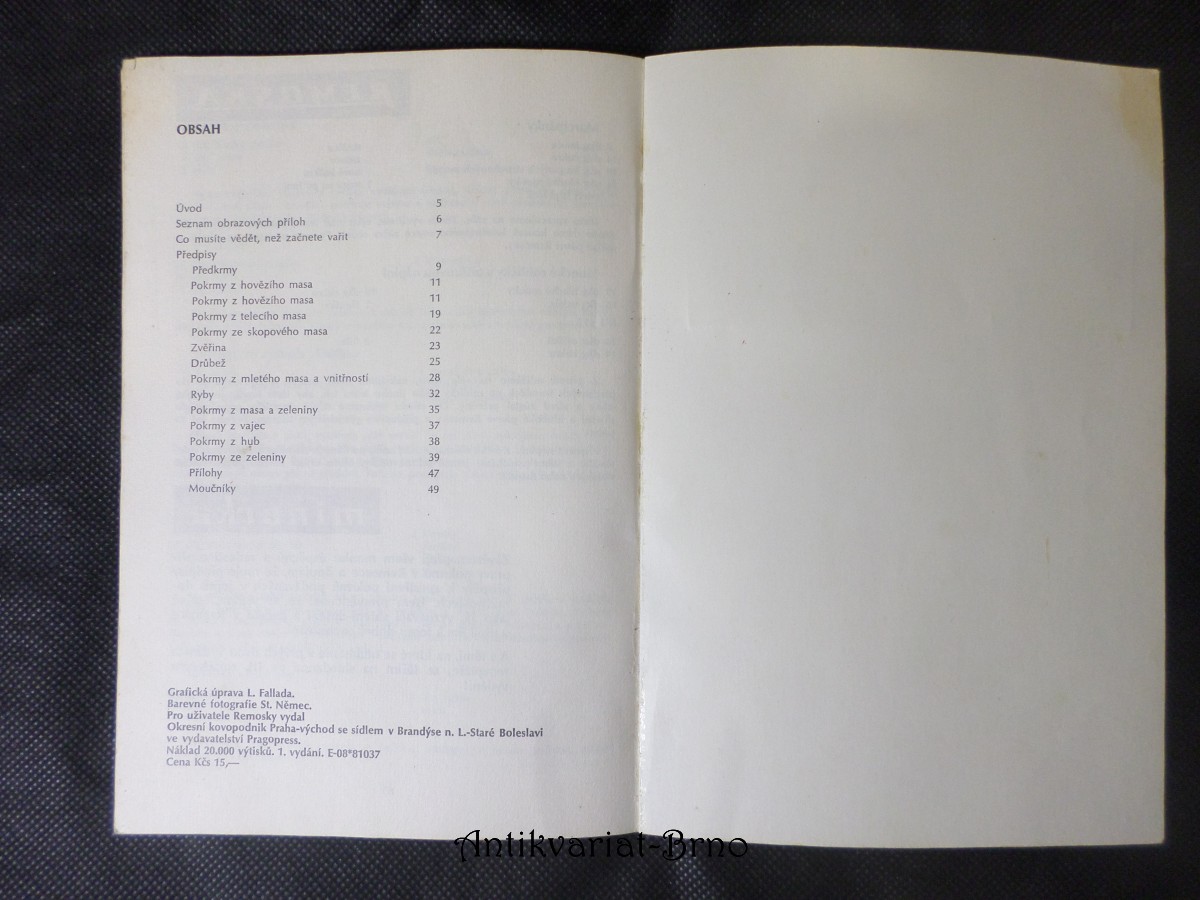 OBSAH
Úvod 5
Seznam obrazových příloh 6
Co musíte vědět, než začnete vařit 7
Předpisy
Předkrmy 9
Pokrmy z hovězího masa 11
Pokrmy z hovězího masa 11
Pokrmy z telecího masa 19
Pokrmy ze skopového masa 22
Zvěřina 23
Drůbež 25
Pokrmy z mletého masa a vnitřností 28
Ryby 32
Pokrmy z masa a zeleniny 35
Pokrmy z vajec 37
Pokrmy z hub 38
Pokrmy ze zeleniny 39
Přílohy 47
Moučníky 49
Grafická úprava L. Fallada.
Barevné fotografie St. Němec.
Pro uživatele Remosky vydal
Okresní kovopodnik Praha-východ se sídlem v Brandýse n. L.-Staré Boleslavi
ve vydavatelství Pragopress.
Náklad 20.000 výtisků. 1. vydání. E-08*81037
Cena Kčs 15,—
Antikvariat-Brno